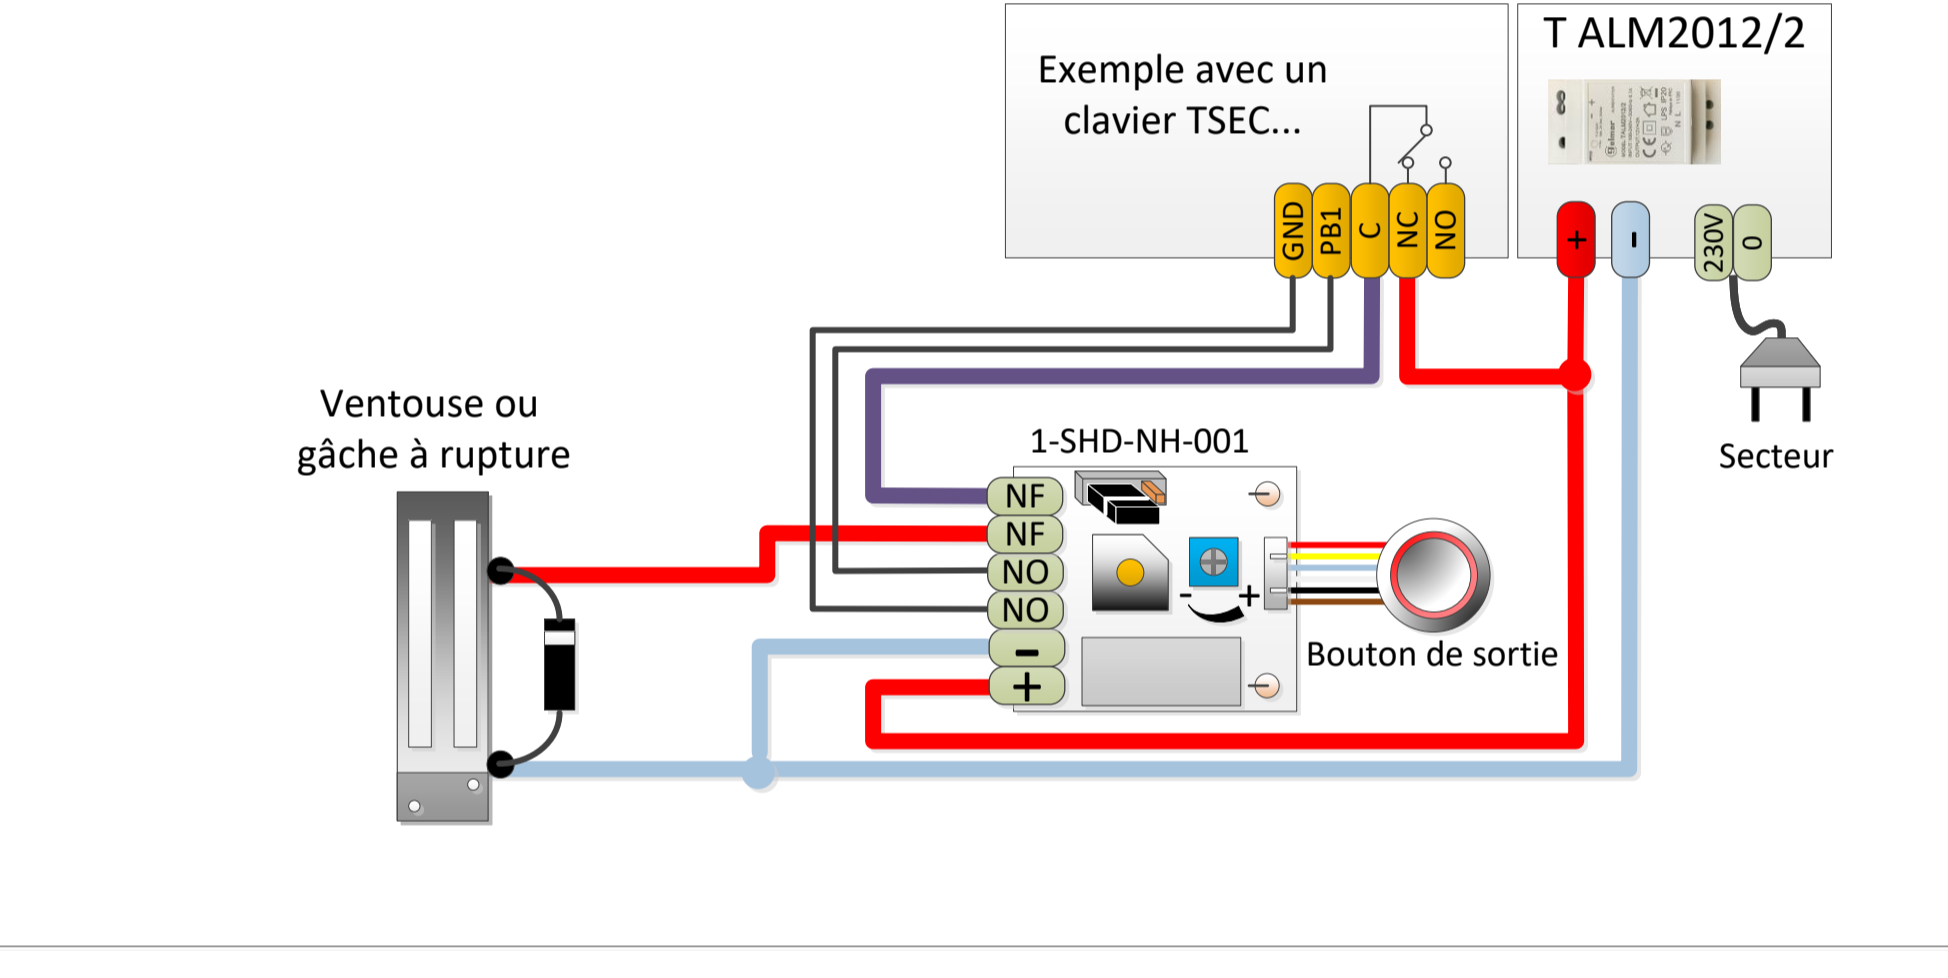 T ALM2012/2
Exemple avec un
clavier TSEC...
GND
PB1
C
NC
NO
+
-
230V
0
Ventouse ou
gâche à rupture
1-SHD-NH-001
Secteur
NF
NF
NO
NO
-
+
- +
Bouton de sortie